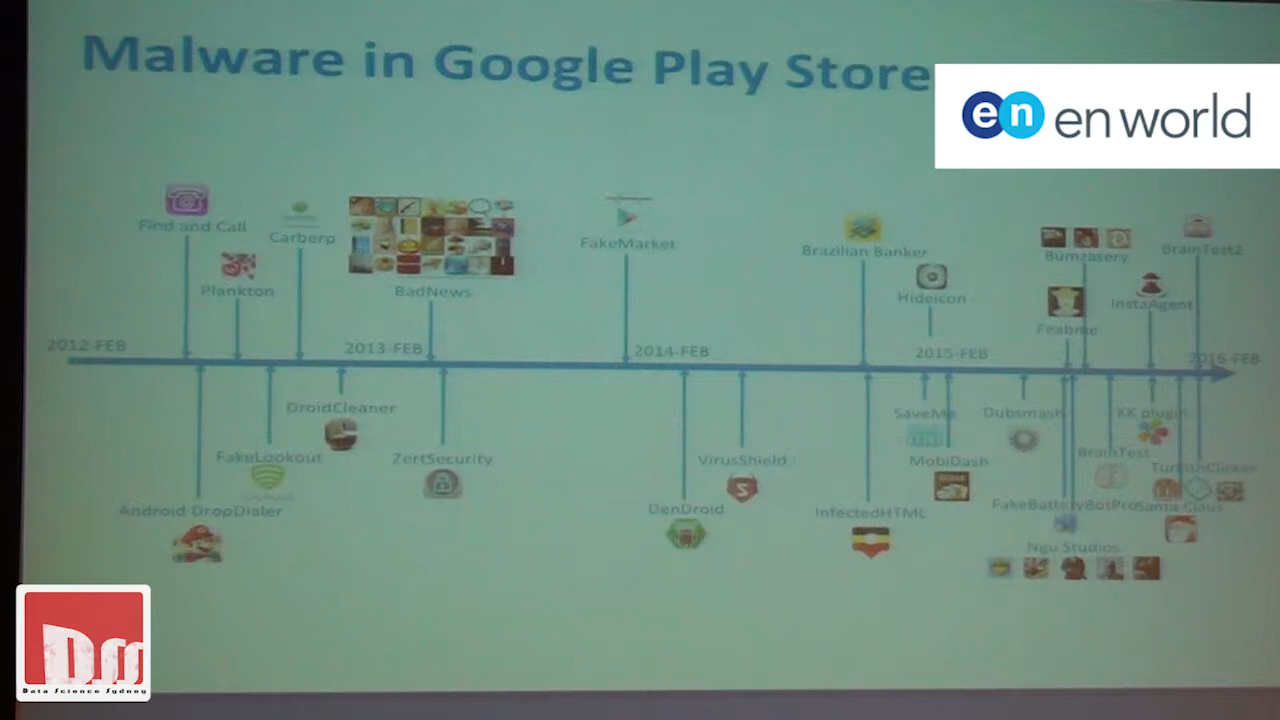 Malware in Google Play Store
en en world
Find and Call
Carberp
Plankton
BadNews
FakeMarket
Brazilian Banker
Hideicon
Bumzasery
BrainTest2
InstaAgent
Feabme
2012-FEB
2013-FEB
2014-FEB
2015-FEB
2016-FEB
DroidCleaner
FakeLookout
Android DropDialer
ZertSecurity
VirusShield
DenDroid
InfectedHTML
SaveMe
MobiDash
Dubsmash
KK plugin
BrainTest
TurkishClicker
FakeBatteryBotPro
Santa Claus
Ngu Studios
DSS
Data Science Sydney